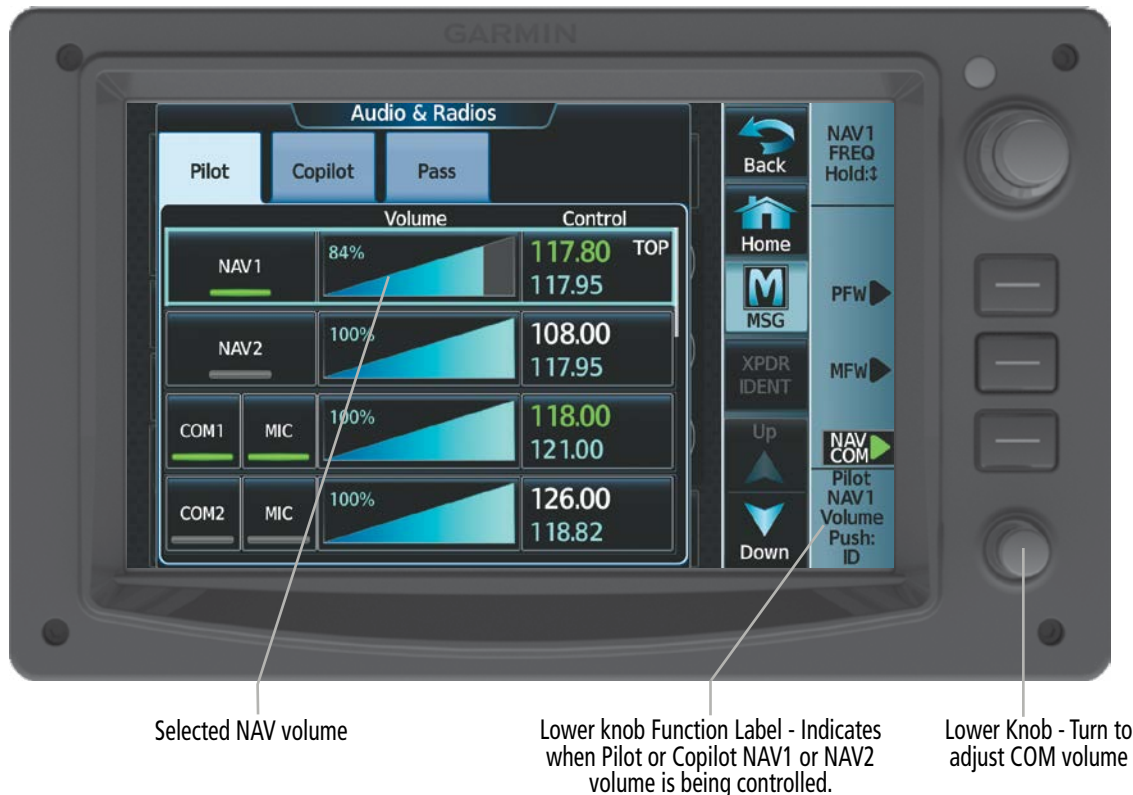 GARMIN
Audio & Radios
Pilot Copilot Pass
Volume Control
NAV1 84% 117.80 TOP
117.95
NAV2 100% 108.00
117.95
COM1 MIC 100% 118.00
121.00
COM2 MIC 100% 126.00
118.82
Back
Home
MSG
XPDR
IDENT
Up
Down
NAV1
FREQ
Hold:↕
PFW
MFW
NAV
COM
Pilot
NAV1
Volume
Push:
ID
Selected NAV volume
Lower knob Function Label - Indicates
when Pilot or Copilot NAV1 or NAV2
volume is being controlled.
Lower Knob - Turn to
adjust COM volume